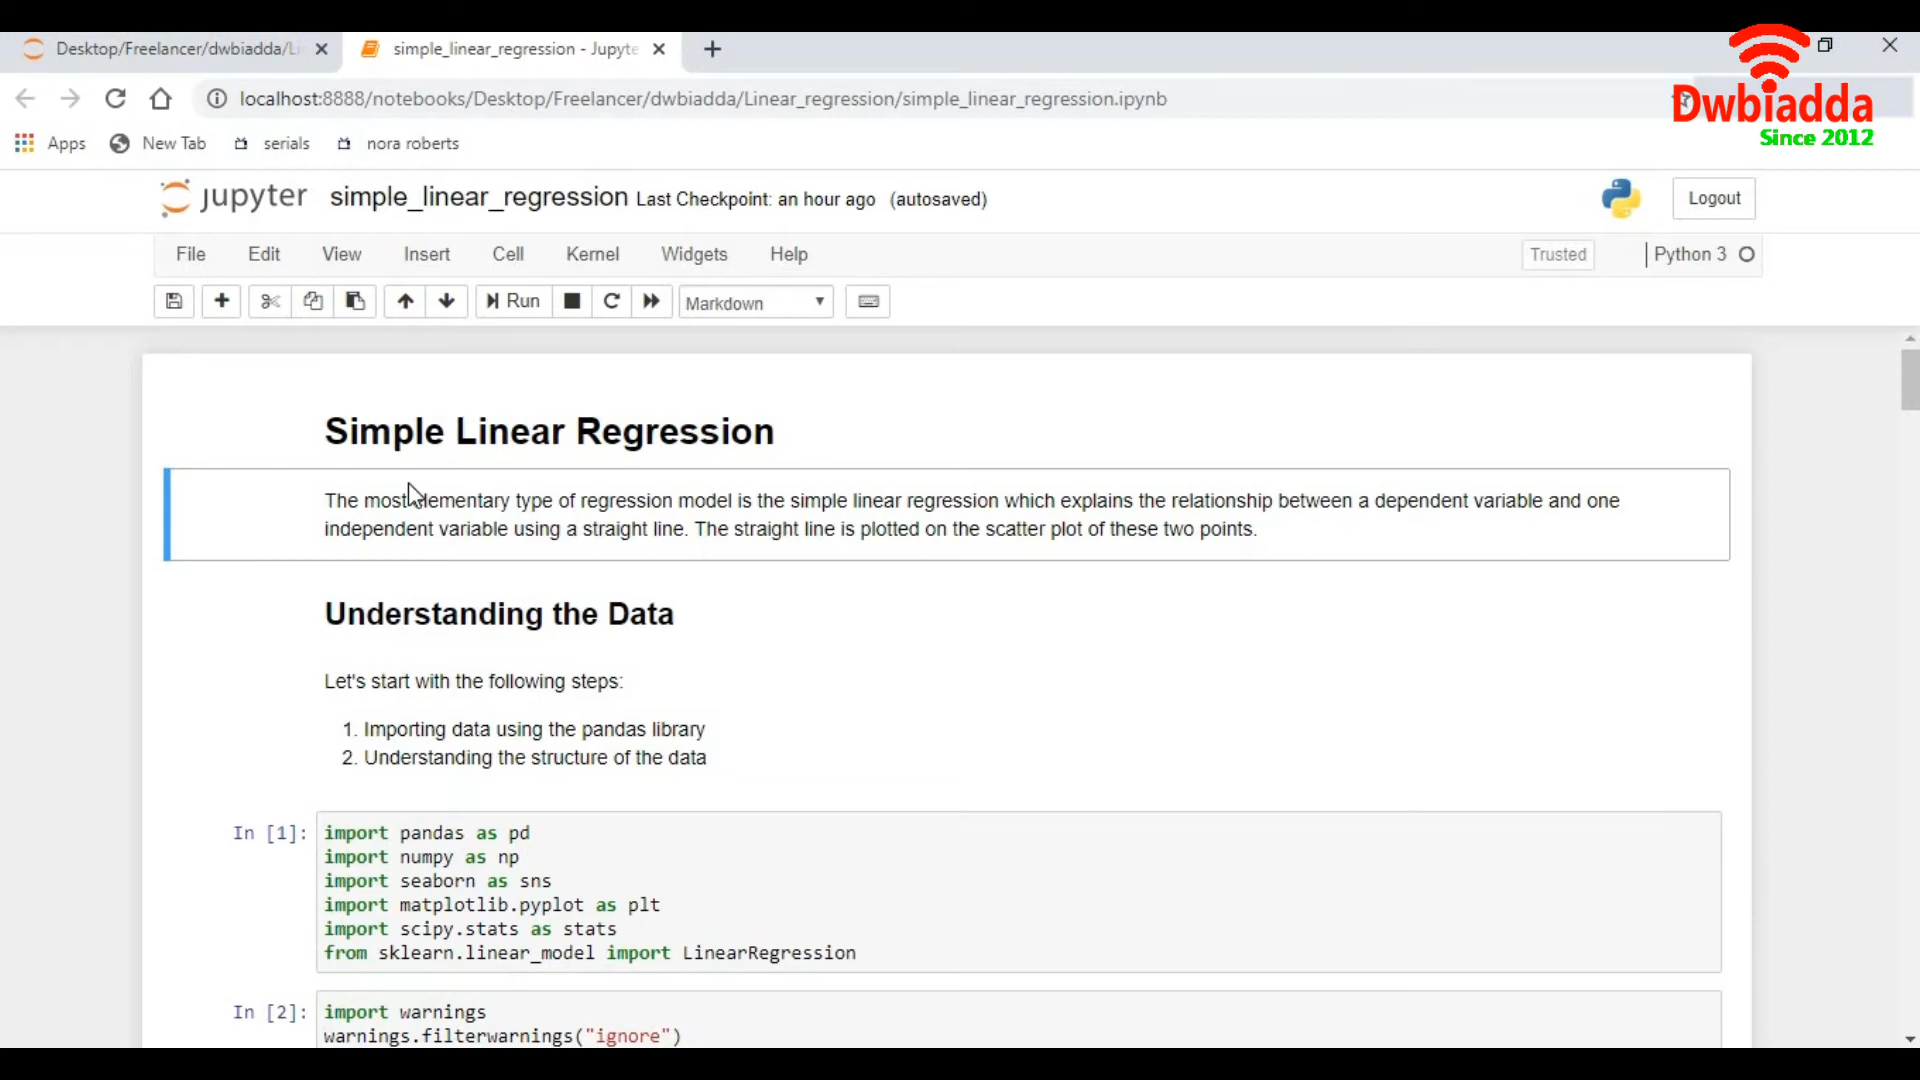 Desktop/Freelancer/dwbiadda/Li
simple_linear_regression - Jupyte
localhost:8888/notebooks/Desktop/Freelancer/dwbiadda/Linear_regression/simple_linear_regression.ipynb
Dwbiadda
Since 2012
Apps New Tab serials nora roberts
jupyter simple_linear_regression Last Checkpoint: an hour ago (autosaved)
Logout
File Edit View Insert Cell Kernel Widgets Help Trusted Python 3
Run Markdown
Simple Linear Regression
The most elementary type of regression model is the simple linear regression which explains the relationship between a dependent variable and one
independent variable using a straight line. The straight line is plotted on the scatter plot of these two points.
Understanding the Data
Let's start with the following steps:
1. Importing data using the pandas library
2. Understanding the structure of the data
In [1]: import pandas as pd
import numpy as np
import seaborn as sns
import matplotlib.pyplot as plt
import scipy.stats as stats
from sklearn.linear_model import LinearRegression
In [2]: import warnings
warnings.filterwarnings("ignore")